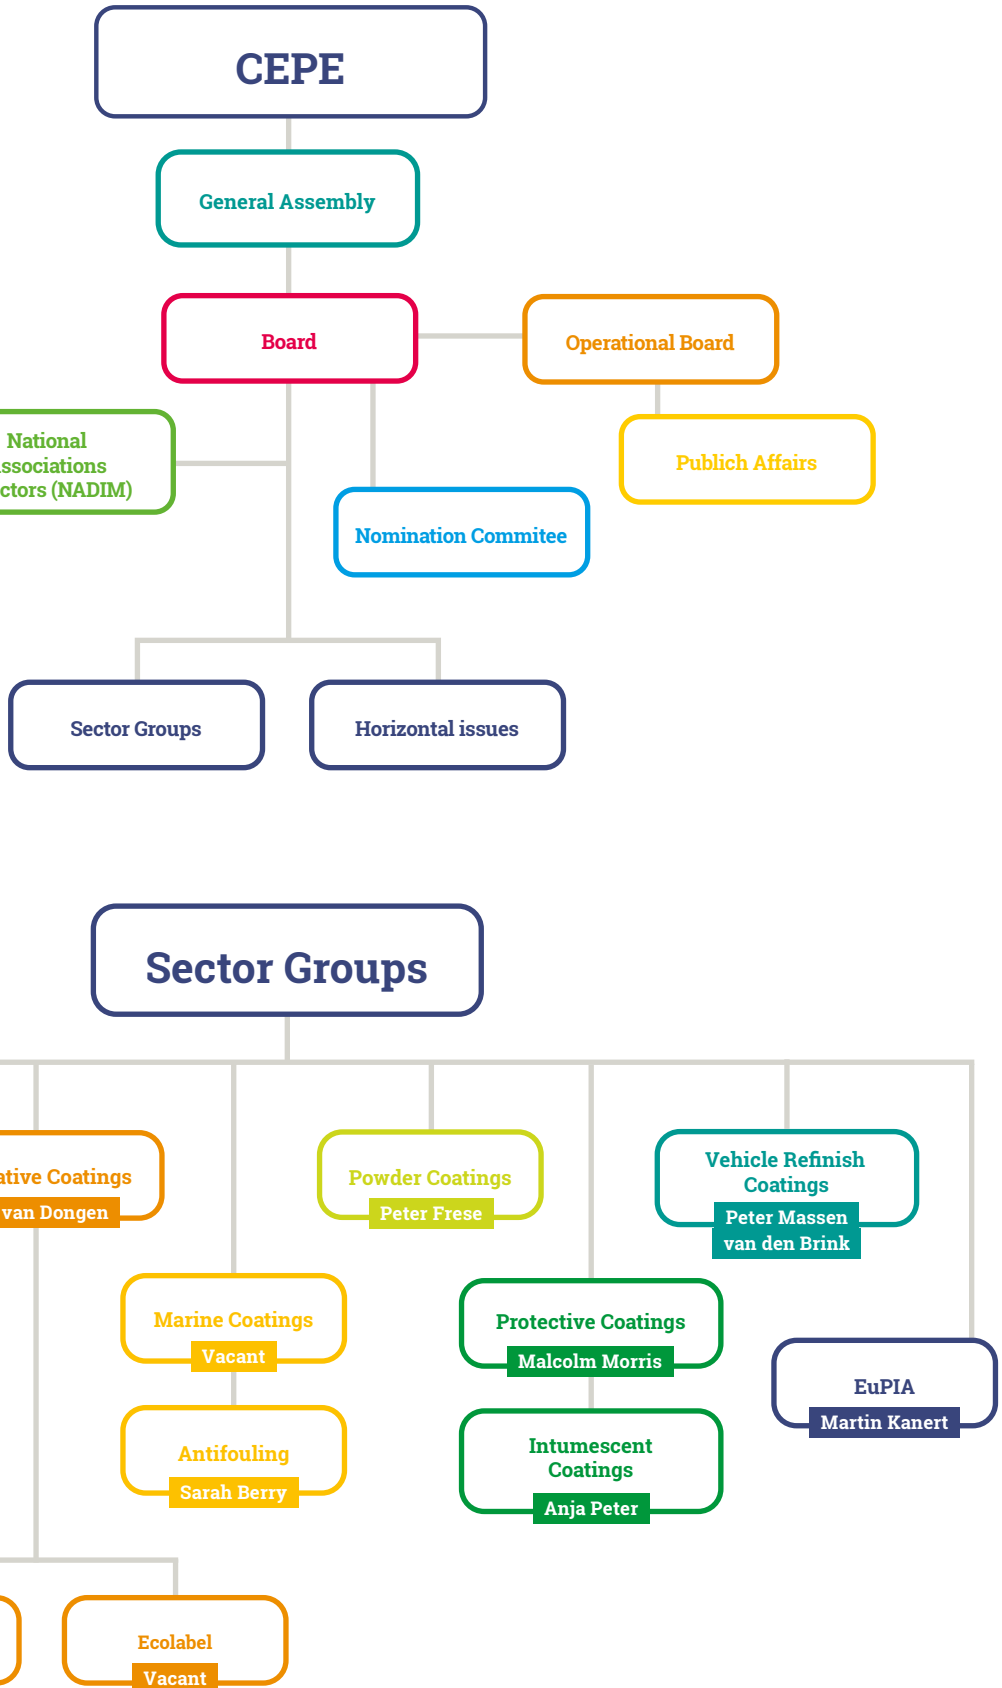 CEPE
General Assembly
Board
Operational Board
National
ssociations
ctors (NADIM)
Publich Affairs
Nomination Commitee
Sector Groups
Horizontal issues
Sector Groups
ative Coatings
van Dongen
Powder Coatings
Peter Frese
Vehicle Refinish
Coatings
Peter Massen
van den Brink
Marine Coatings
Vacant
Protective Coatings
Malcolm Morris
EuPIA
Martin Kanert
Antifouling
Sarah Berry
Intumescent
Coatings
Anja Peter
Ecolabel
Vacant